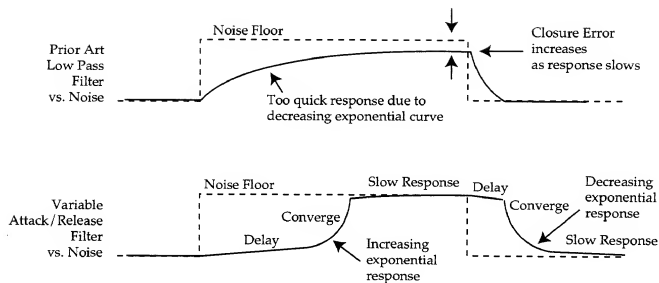 Noise Floor
Prior Art
Low Pass
Filter
vs. Noise
Closure Error
increases
as response slows
Too quick response due to
decreasing exponential curve
Variable
Attack/Release
Filter
vs. Noise
Noise Floor
Slow Response
Delay
Delay
Converge
Increasing
exponential
response
Converge
Decreasing
exponential
response
Slow Response